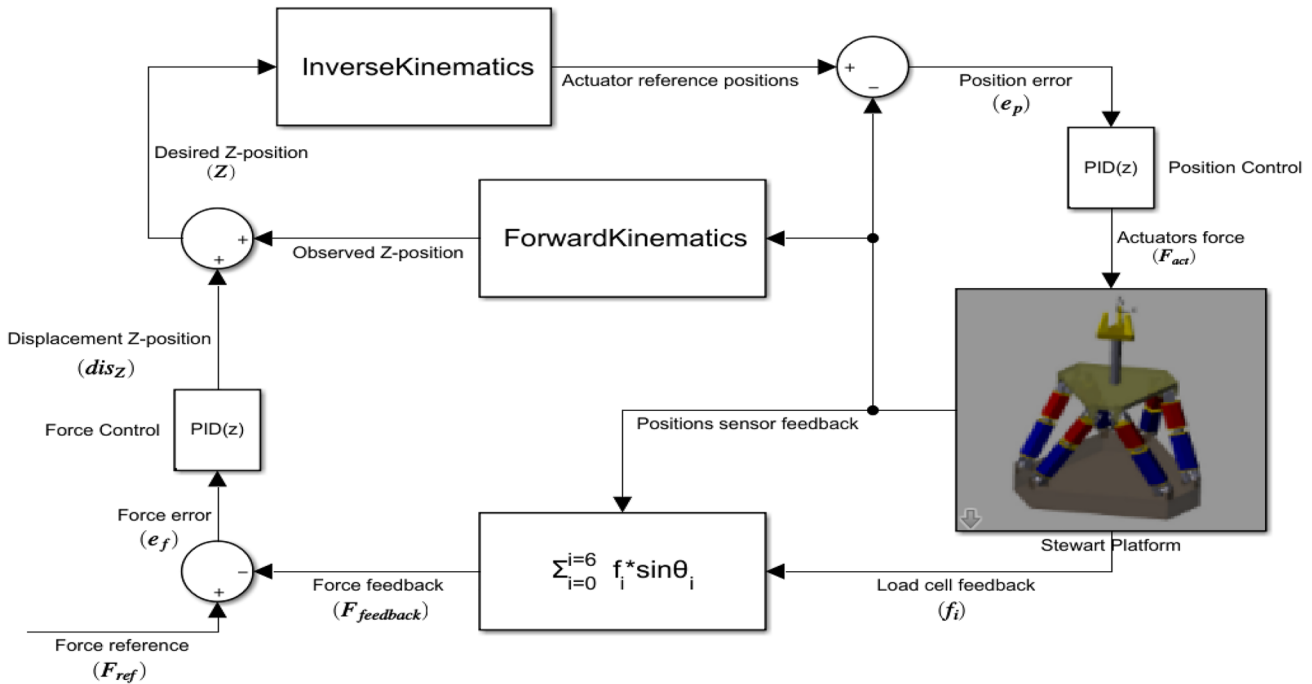 InverseKinematics
Actuator reference positions
+
−
Position error
(e_p)
PID(z)
Position Control
Desired Z-position
(Z)
+
+
Observed Z-position
ForwardKinematics
Actuators force
(F_act)
Displacement Z-position
(dis_Z)
Force Control
PID(z)
Positions sensor feedback
Stewart Platform
Force error
(e_f)
−
+
Force feedback
(F_feedback)
Σ_{i=0}^{i=6} f_i*sinθ_i
Load cell feedback
(f_i)
Force reference
(F_ref)